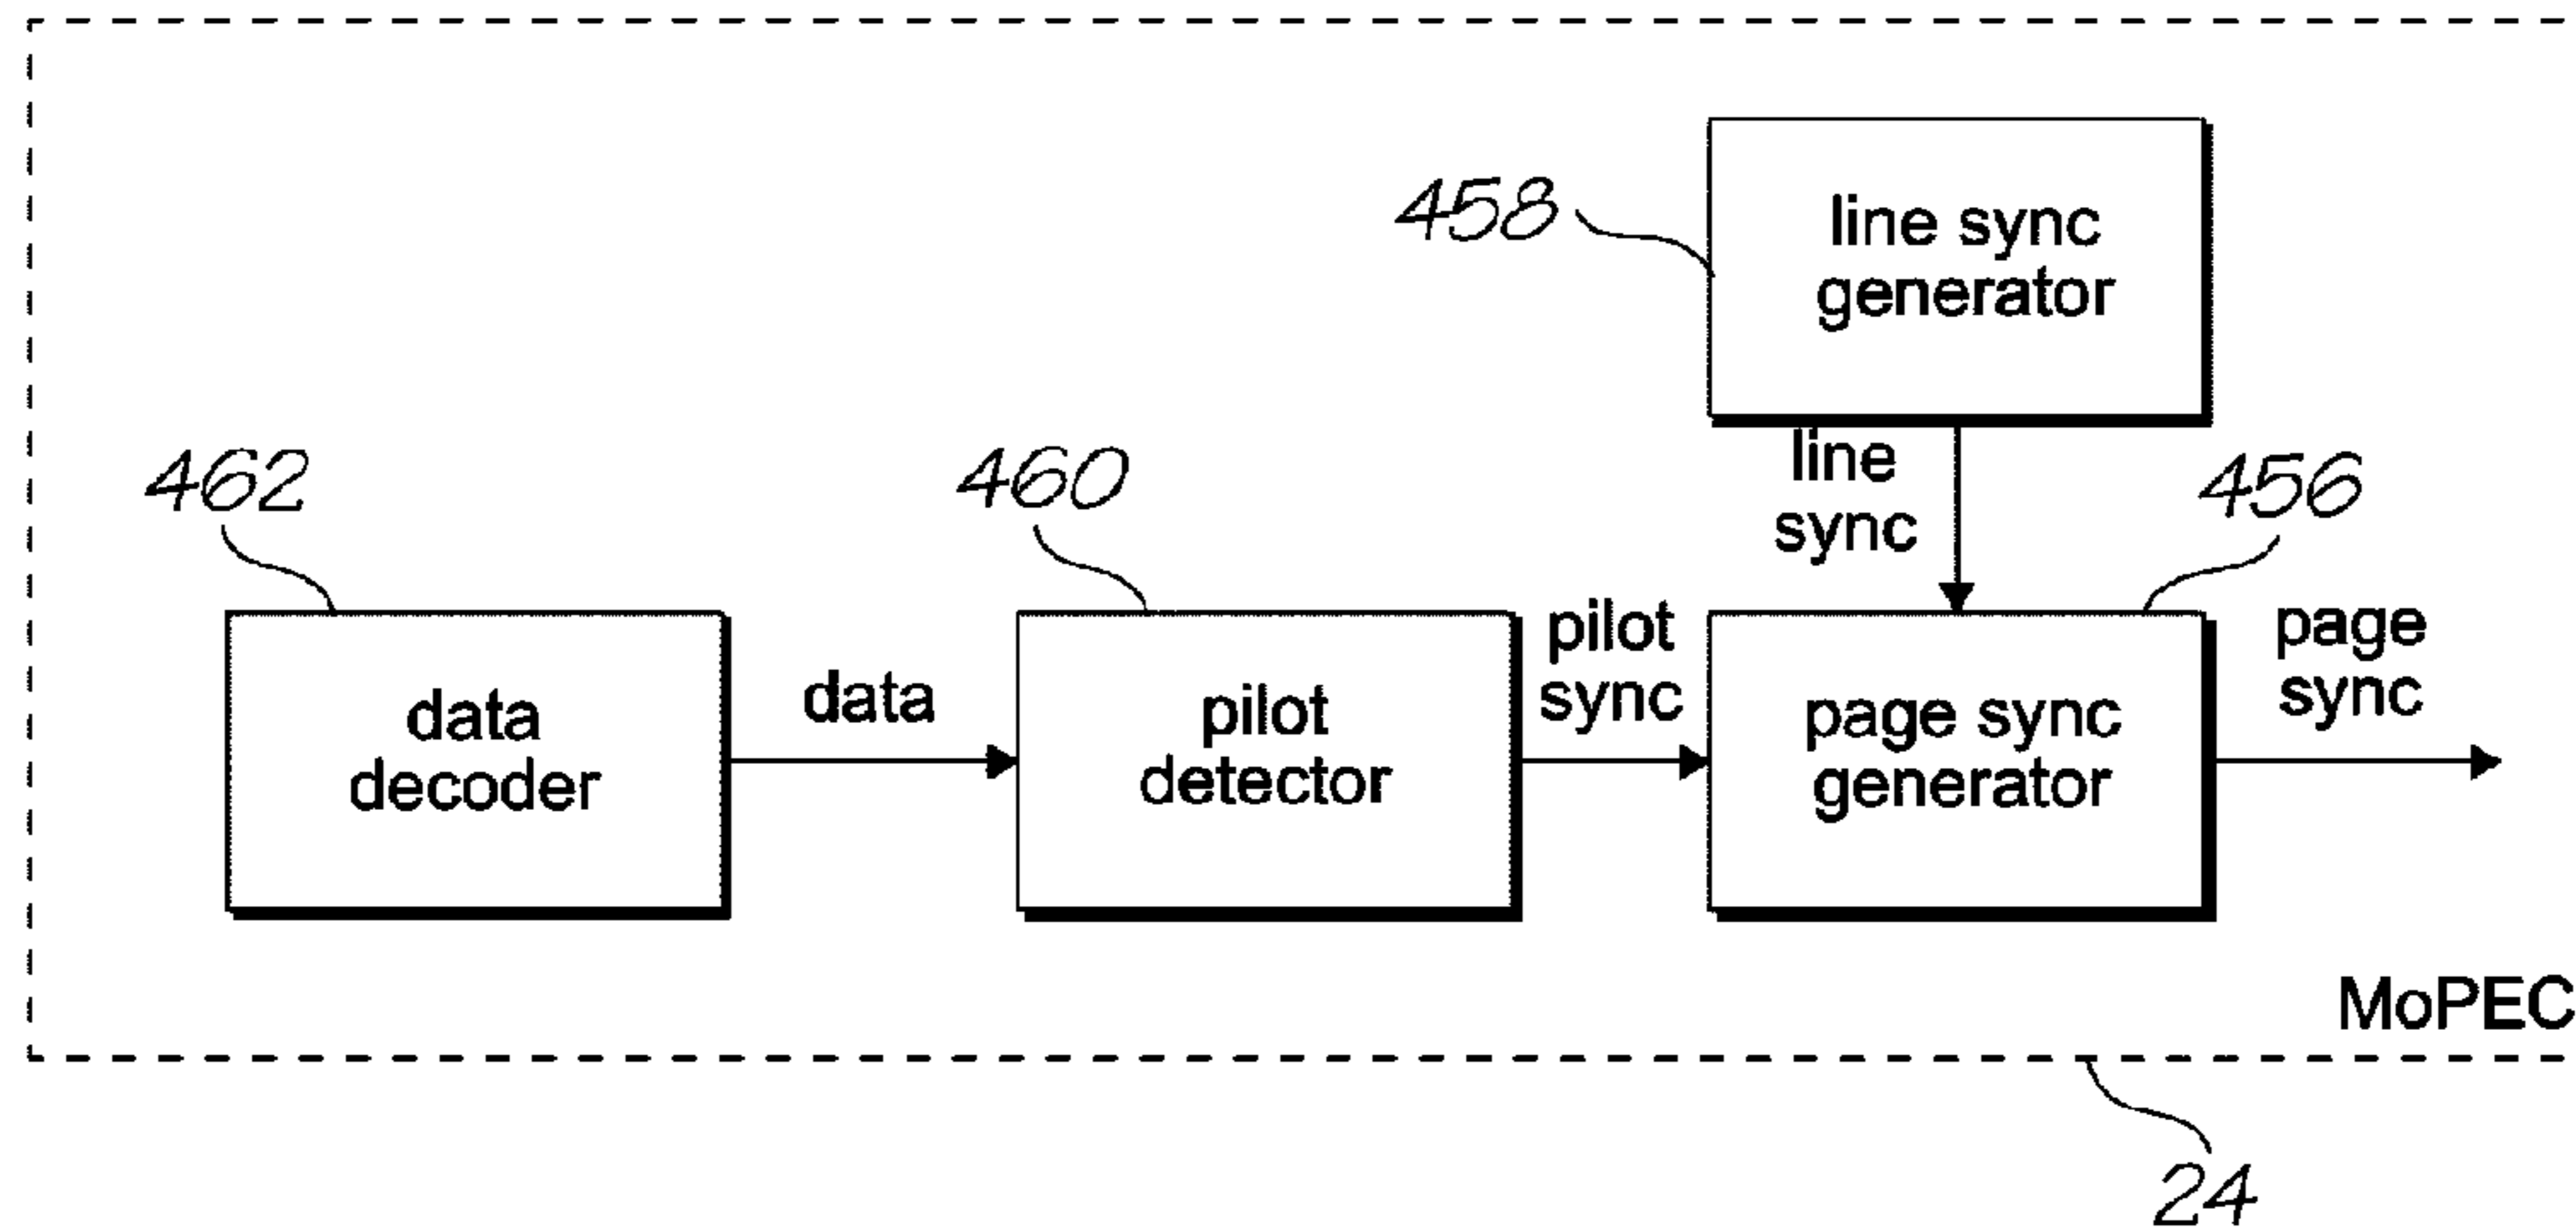 458
line sync
generator
line
sync
462
460
456
data
decoder
data
pilot
detector
pilot
sync
page sync
generator
page
sync
MoPEC
24